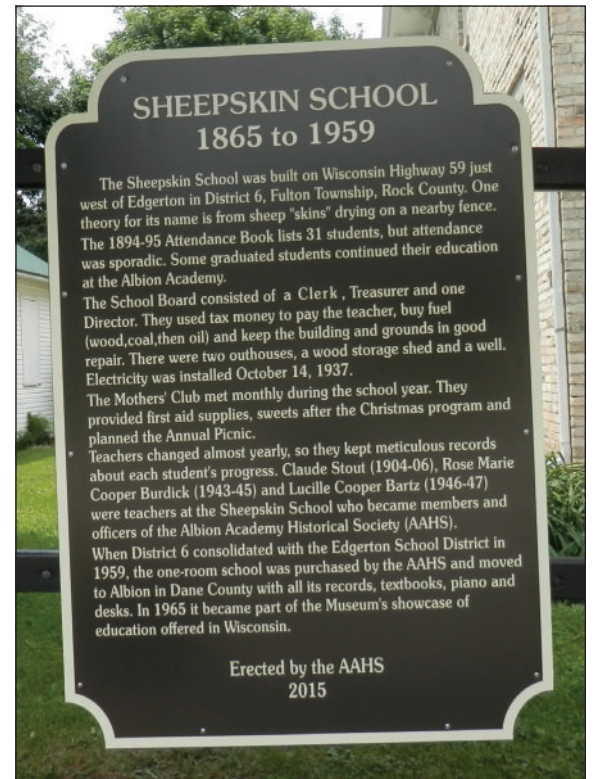 SHEEPSKIN SCHOOL
1865 to 1959
The Sheepskin School was built on Wisconsin Highway 59 just
west of Edgerton in District 6, Fulton Township, Rock County. One
theory for its name is from sheep "skins" drying on a nearby fence.
The 1894-95 Attendance Book lists 31 students, but attendance
was sporadic. Some graduated students continued their education
at the Albion Academy.
The School Board consisted of a Clerk, Treasurer and one
Director. They used tax money to pay the teacher, buy fuel
(wood,coal,then oil) and keep the building and grounds in good
repair. There were two outhouses, a wood storage shed and a well.
Electricity was installed October 14, 1937.
The Mothers' Club met monthly during the school year. They
provided first aid supplies, sweets after the Christmas program and
planned the Annual Picnic.
Teachers changed almost yearly, so they kept meticulous records
about each student's progress. Claude Stout (1904-06), Rose Marie
Cooper Burdick (1943-45) and Lucille Cooper Bartz (1946-47)
were teachers at the Sheepskin School who became members and
officers of the Albion Academy Historical Society (AAHS).
When District 6 consolidated with the Edgerton School District in
1959, the one-room school was purchased by the AAHS and moved
to Albion in Dane County with all its records, textbooks, piano and
desks. In 1965 it became part of the Museum's showcase of
education offered in Wisconsin.
Erected by the AAHS
2015